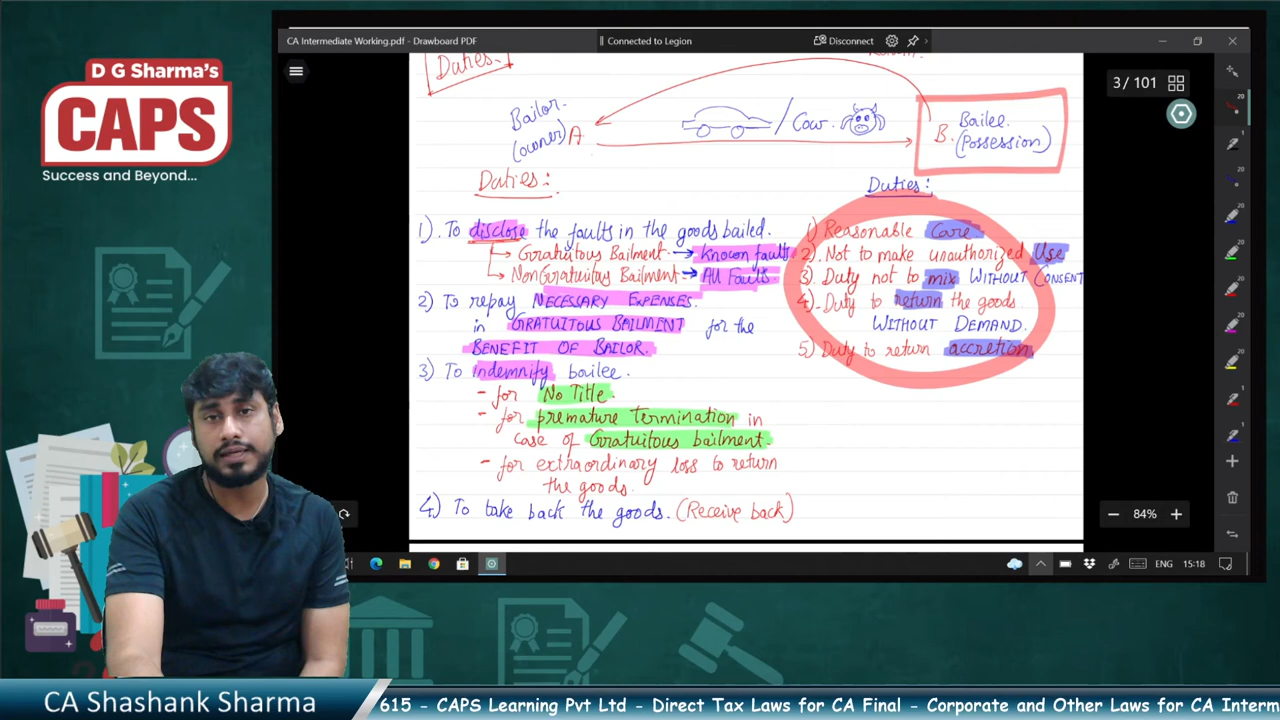 D G Sharma's
CAPS
Success and Beyond...
CA Intermediate Working.pdf - Drawboard PDF
Connected to Legion
Disconnect
3 / 101
Duties.
Bailor
(owner) A
/ Cow.
B. Bailee.
(Possession)
Duties:
1). To disclose the faults in the goods bailed.
Gratuitous Bailment → known faults
Non Gratuitous Bailment → All Faults
2) To repay NECESSARY EXPENSES.
in GRATUITOUS BAILMENT for the
BENEFIT OF BAILOR.
3) To indemnify bailee.
- for No Title.
- for premature termination in
case of Gratuitous bailment.
- for extraordinary loss to return
the goods.
4) To take back the goods. (Receive back)
Duties:
1) Reasonable Care
2). Not to make unauthorized Use
3). Duty not to mix WITHOUT CONSENT
4). Duty to return the goods
WITHOUT DEMAND.
5) Duty to return accretion
84%
ENG
15:18
CA Shashank Sharma
615 - CAPS Learning Pvt Ltd - Direct Tax Laws for CA Final - Corporate and Other Laws for CA Interm